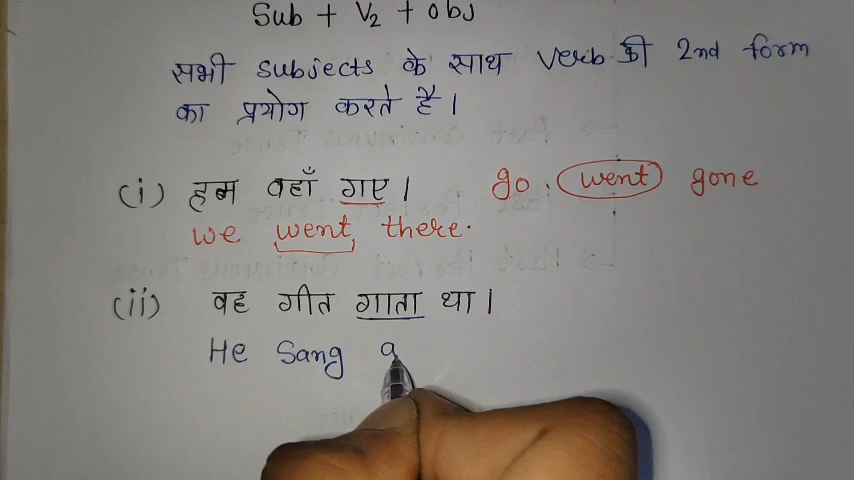 Sub + V2 + obj
सभी subjects के साथ Verb की 2nd form
का प्रयोग करते है।
(i) हम वहाँ गए। go. went gone
we went there.
(ii) वह गीत गाता था।
He Sang a